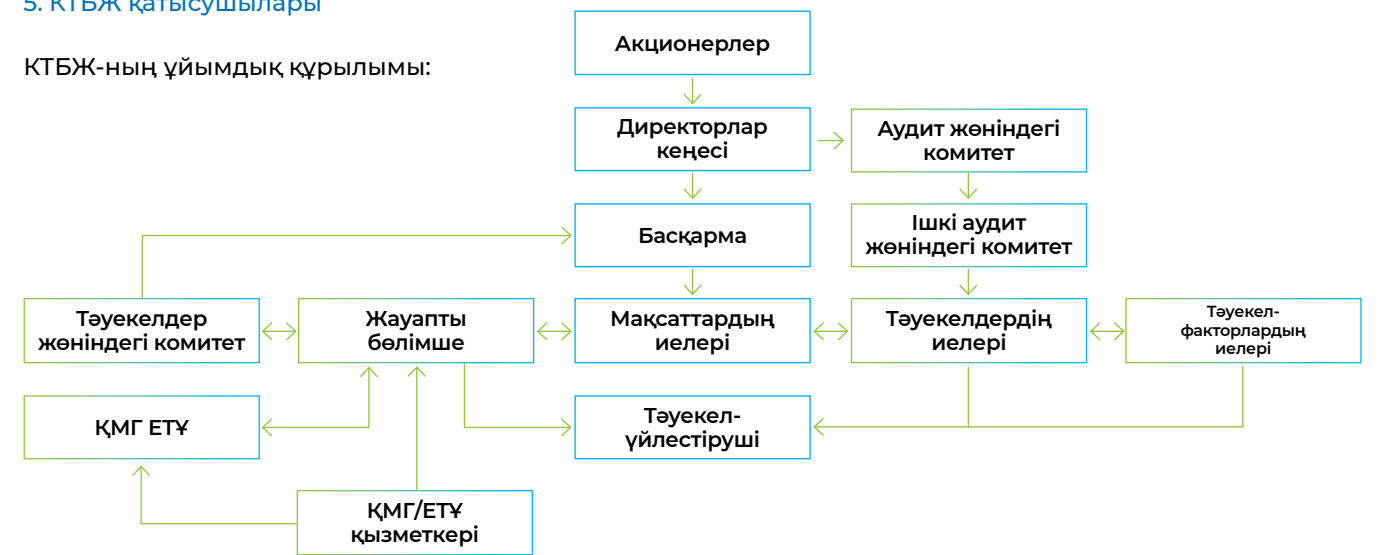 5. КТБЖ қатысушылары
КТБЖ-ның ұйымдық құрылымы:
Акционерлер
Директорлар
кеңесі
Аудит жөніндегі
комитет
Басқарма
Ішкі аудит
жөніндегі комитет
Тәуекелдер
жөніндегі комитет
Жауапты
бөлімше
Мақсаттардың
иелері
Тәуекелдердің
иелері
Тәуекел-
факторлардың
иелері
ҚМГ ЕТҰ
Тәуекел-
үйлестіруші
ҚМГ/ЕТҰ
қызметкері